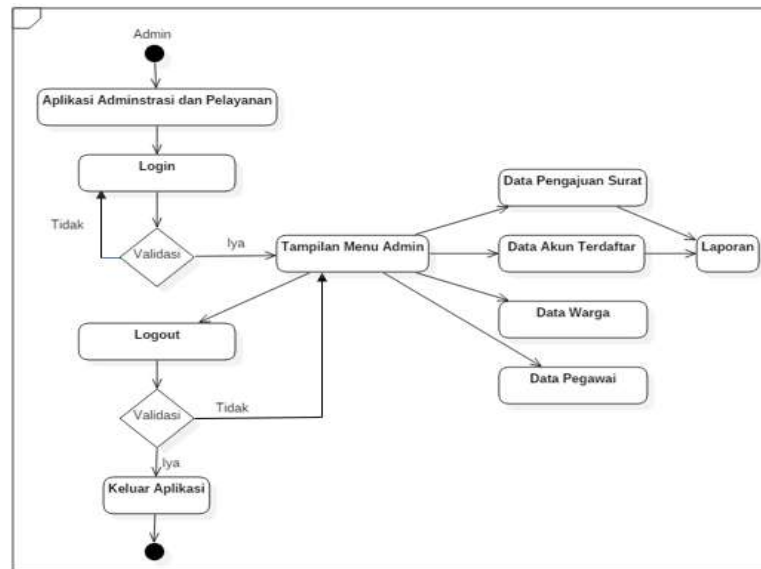 Admin
Aplikasi Adminstrasi dan Pelayanan
Login
Tidak
Validasi
Iya
Tampilan Menu Admin
Data Pengajuan Surat
Data Akun Terdaftar
Laporan
Data Warga
Data Pegawai
Logout
Validasi
Tidak
Iya
Keluar Aplikasi